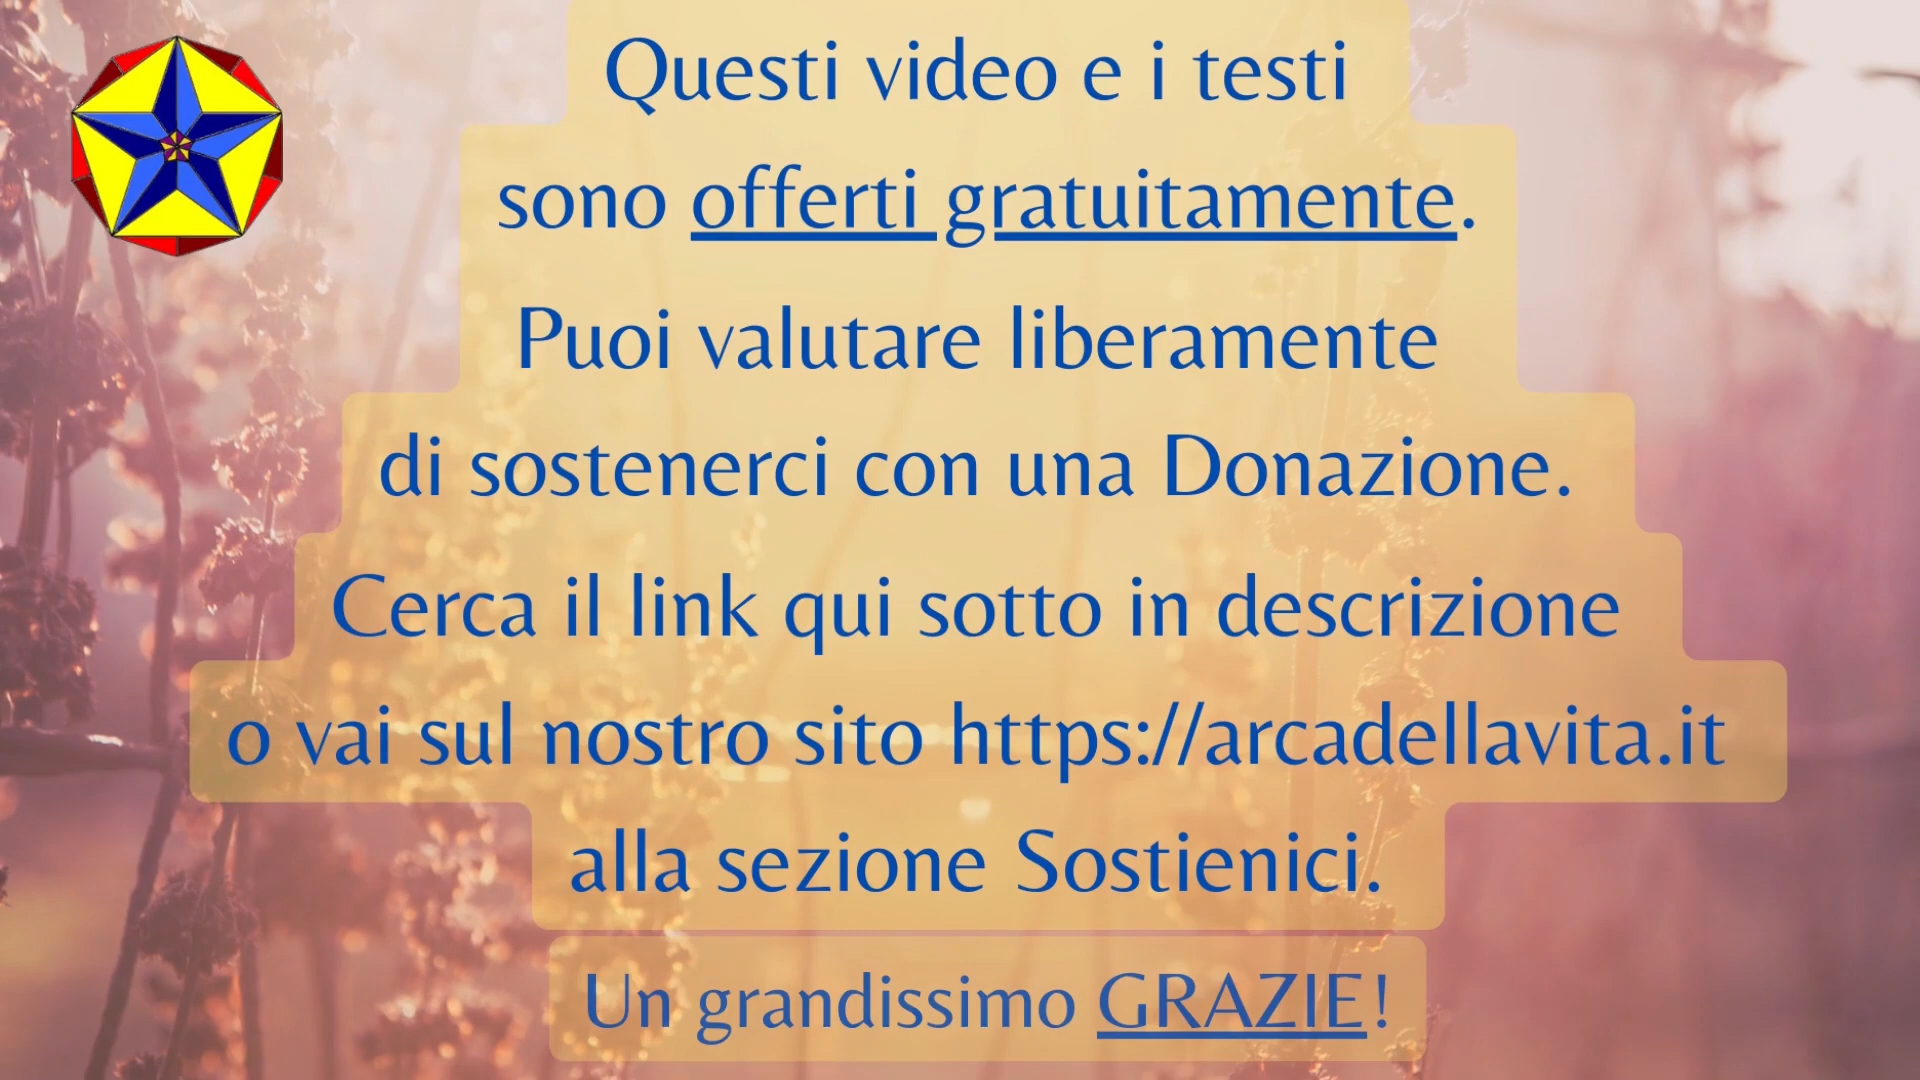 Questi video e i testi
sono offerti gratuitamente.
Puoi valutare liberamente
di sostenerci con una Donazione.
Cerca il link qui sotto in descrizione
o vai sul nostro sito https://arcadellavita.it
alla sezione Sostienici.
Un grandissimo GRAZIE!